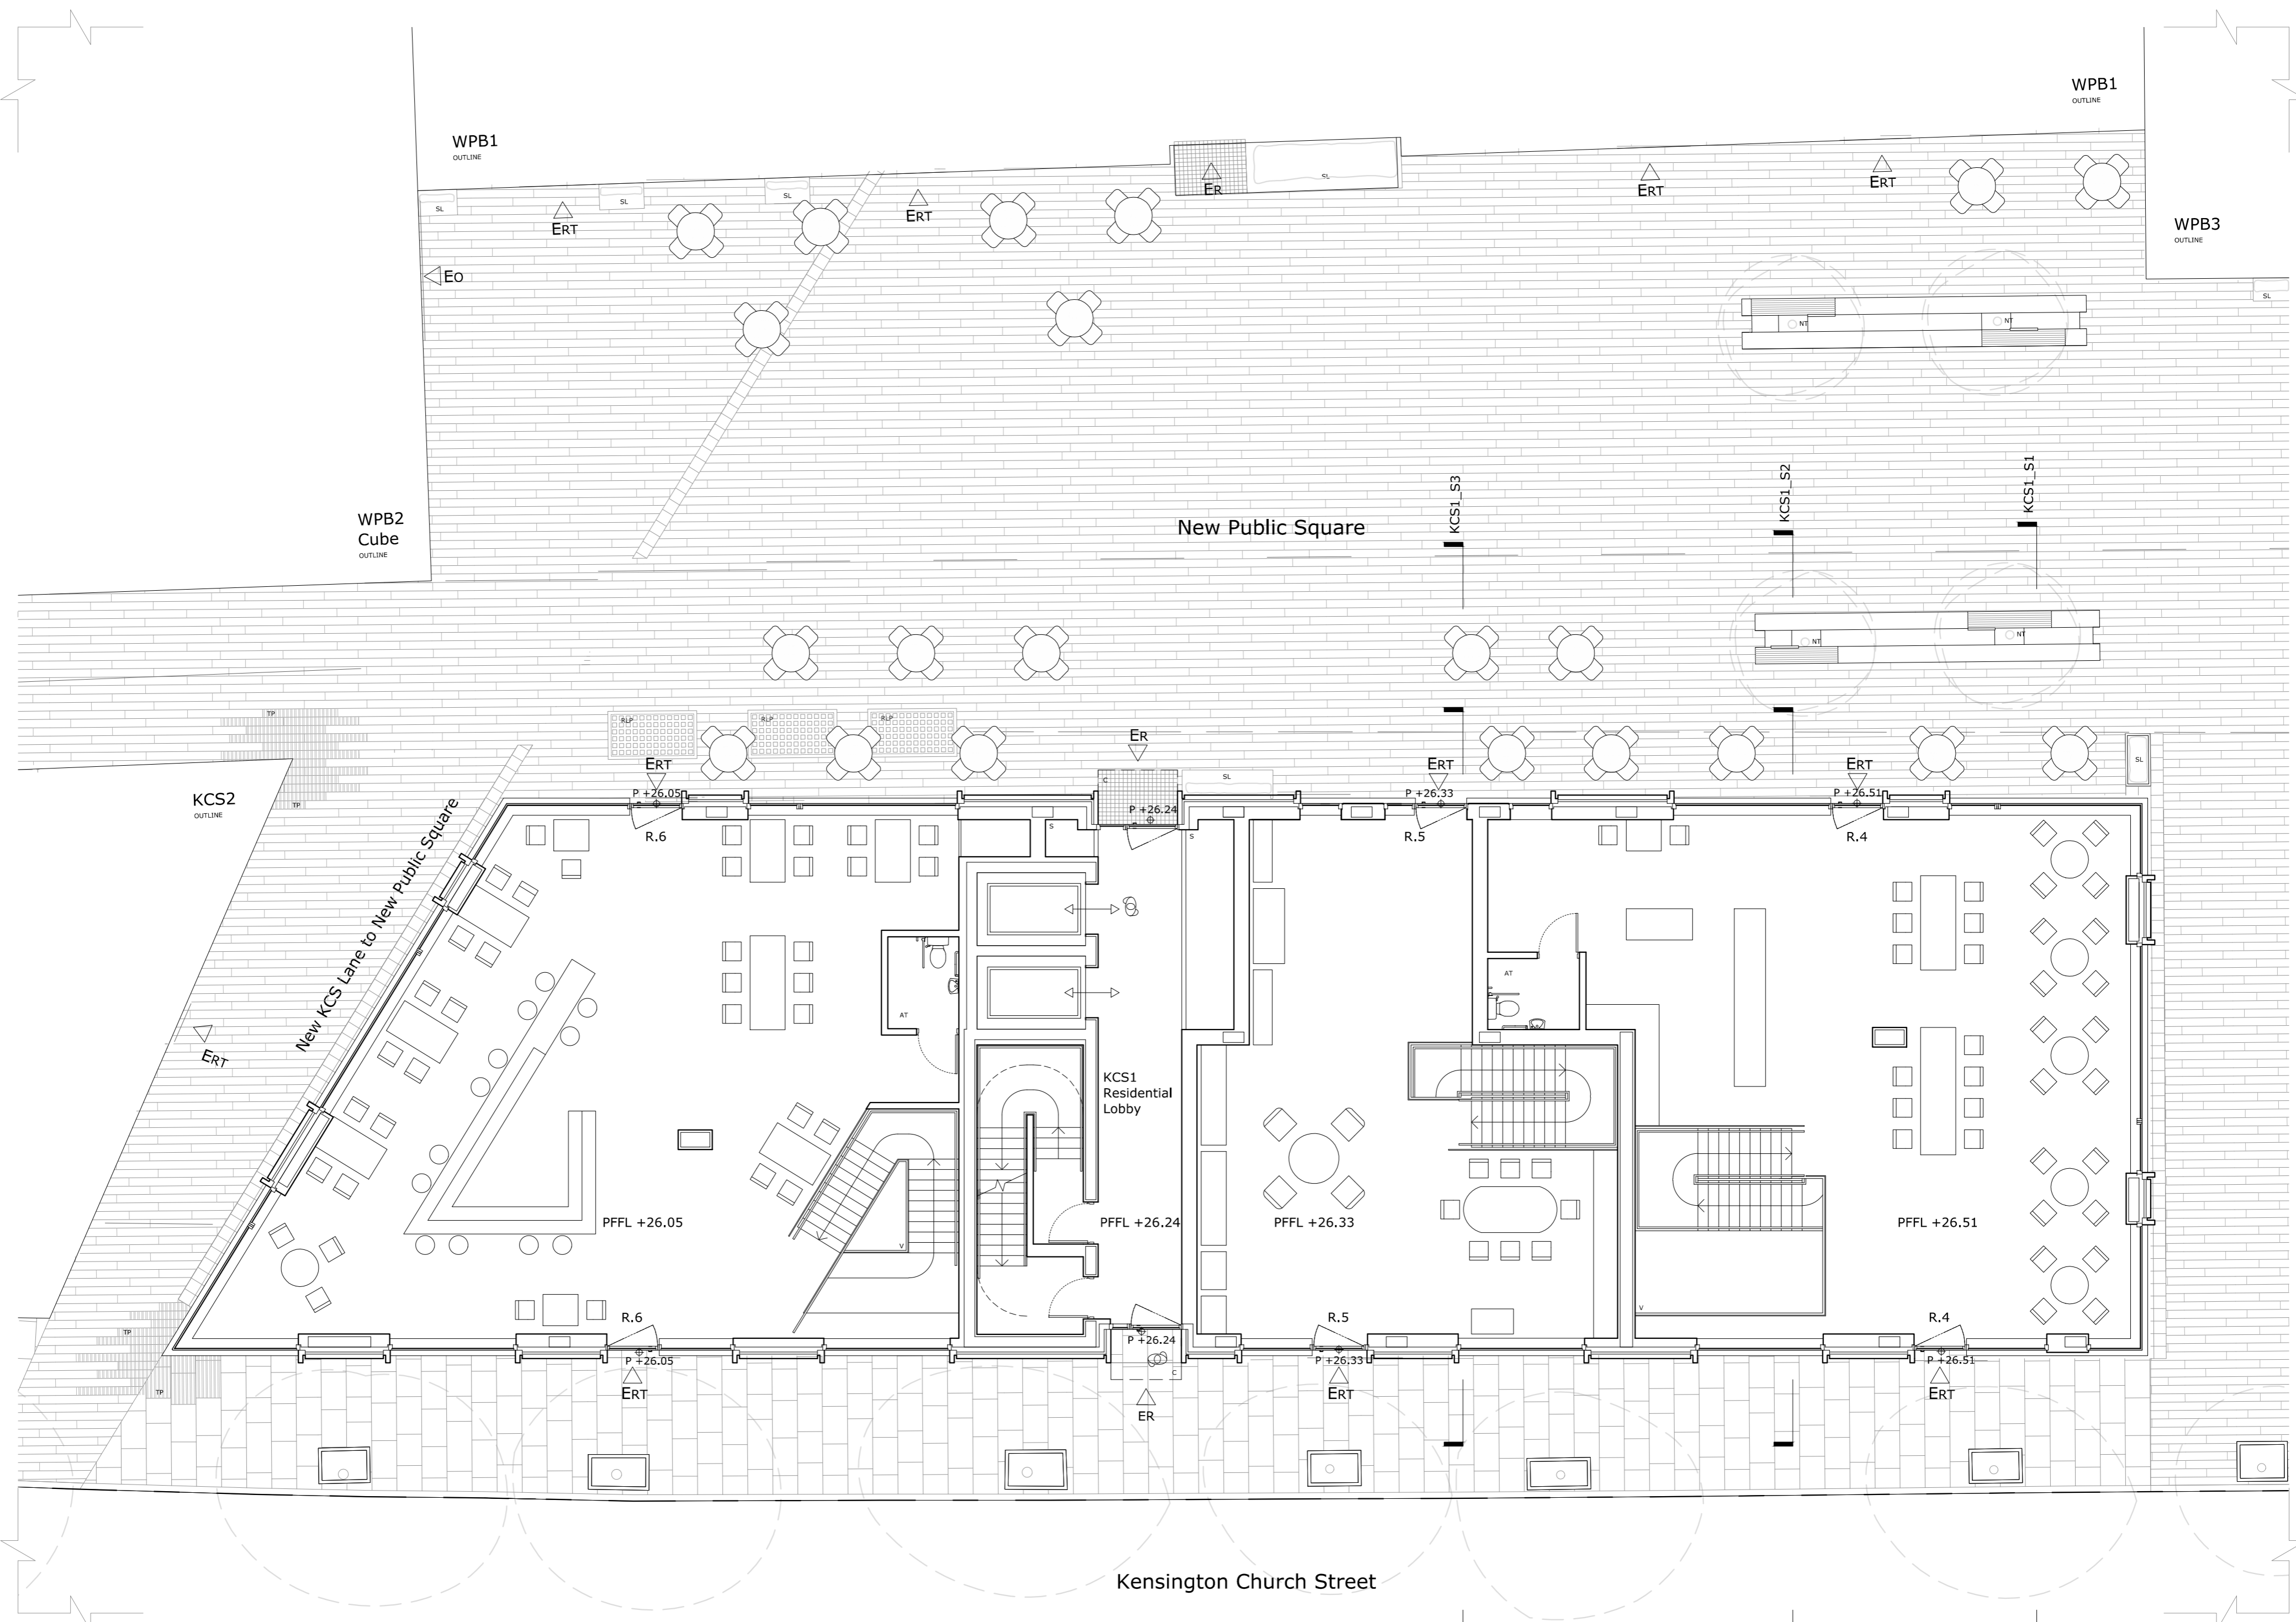 WPB1
OUTLINE
WPB1
OUTLINE
ER
SL
ERT
ERT
SL
SL
SL
ERT
ERT
WPB3
OUTLINE
EO
SL
NT
NT
KCS1_S3
KCS1_S2
KCS1_S1
WPB2
Cube
OUTLINE
New Public Square
NT
NT
TP
RLP
RLP
RLP
ER
ERT
ERT
ERT
SL
SL
C
KCS2
OUTLINE
TP
P +26.05
P +26.24
P +26.33
P +26.51
R.6
S
S
R.5
R.4
New KCS Lane to New Public Square
AT
AT
ERT
KCS1
Residential
Lobby
PFFL +26.05
PFFL +26.24
PFFL +26.33
PFFL +26.51
V
V
R.6
R.5
R.4
TP
P +26.24
P +26.05
P +26.33
P +26.51
C
TP
ERT
ERT
ERT
ER
Kensington Church Street